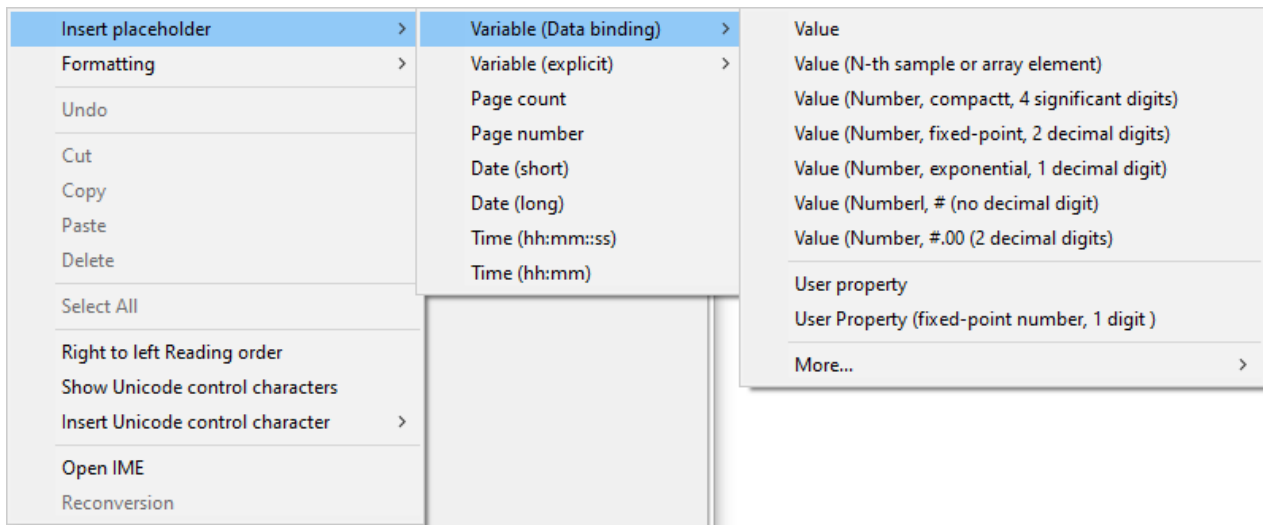 Insert placeholder
Formatting
Undo
Cut
Copy
Paste
Delete
Select All
Right to left Reading order
Show Unicode control characters
Insert Unicode control character
Open IME
Reconversion
Variable (Data binding)
Variable (explicit)
Page count
Page number
Date (short)
Date (long)
Time (hh:mm::ss)
Time (hh:mm)
Value
Value (N-th sample or array element)
Value (Number, compactt, 4 significant digits)
Value (Number, fixed-point, 2 decimal digits)
Value (Number, exponential, 1 decimal digit)
Value (Numberl, # (no decimal digit)
Value (Number, #.00 (2 decimal digits)
User property
User Property (fixed-point number, 1 digit )
More...